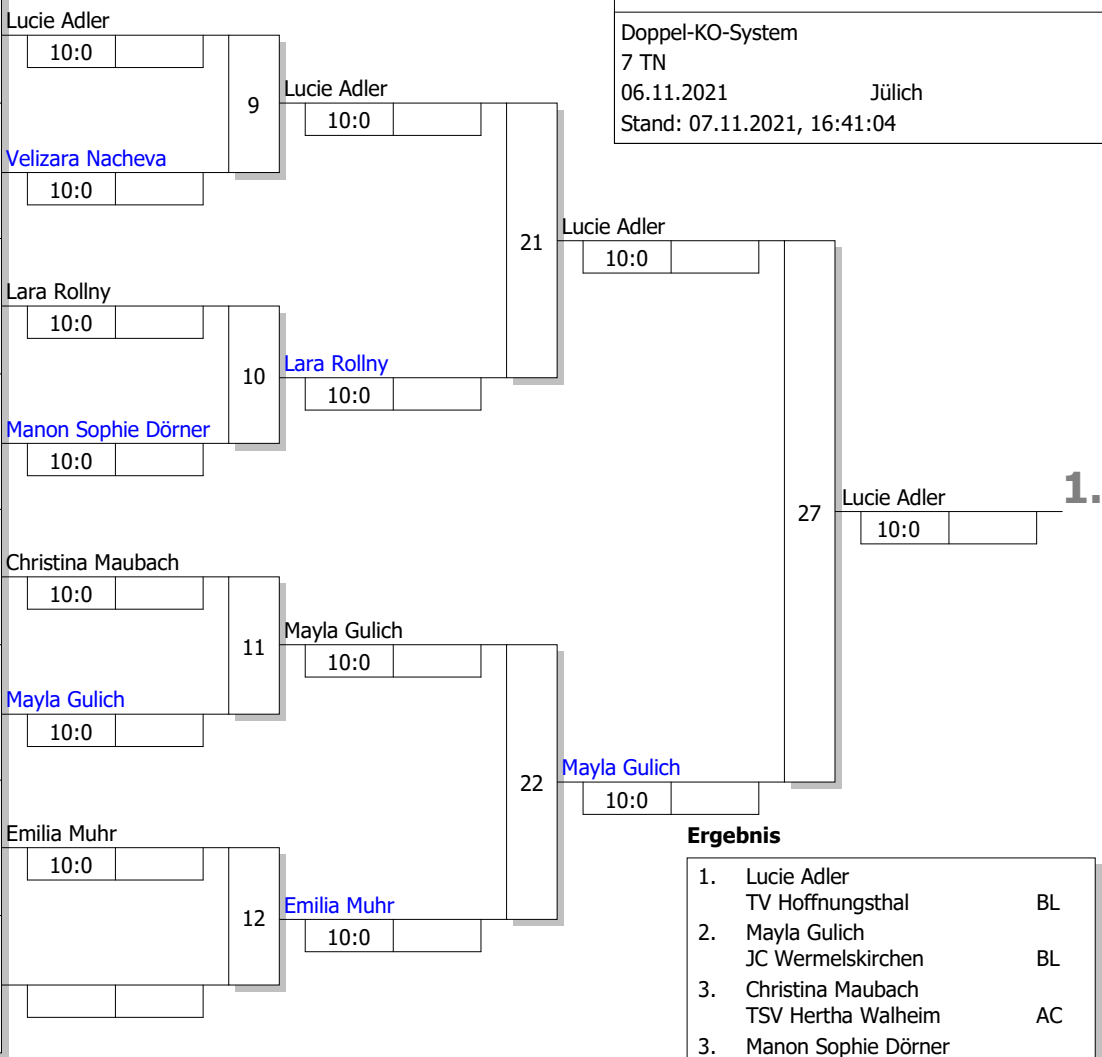 Lucie Adler
10:0
Doppel-KO-System
7 TN
06.11.2021 Jülich
Stand: 07.11.2021, 16:41:04
9
Lucie Adler
10:0
Velizara Nacheva
10:0
21
Lucie Adler
10:0
Lara Rollny
10:0
10
Lara Rollny
10:0
Manon Sophie Dörner
10:0
27
Lucie Adler
10:0
1.
Christina Maubach
10:0
11
Mayla Gulich
10:0
Mayla Gulich
10:0
22
Mayla Gulich
10:0
Emilia Muhr
10:0
12
Emilia Muhr
10:0
Ergebnis
1. Lucie Adler
TV Hoffnungsthal BL
2. Mayla Gulich
JC Wermelskirchen BL
3. Christina Maubach
TSV Hertha Walheim AC
3. Manon Sophie Dörner